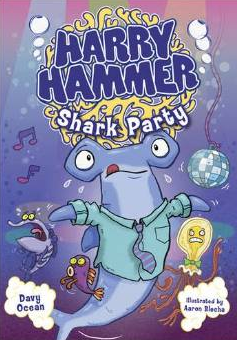 HARRY
HAMMER
Shark Party
Davy
Ocean
Illustrated by
Aaron Blecha